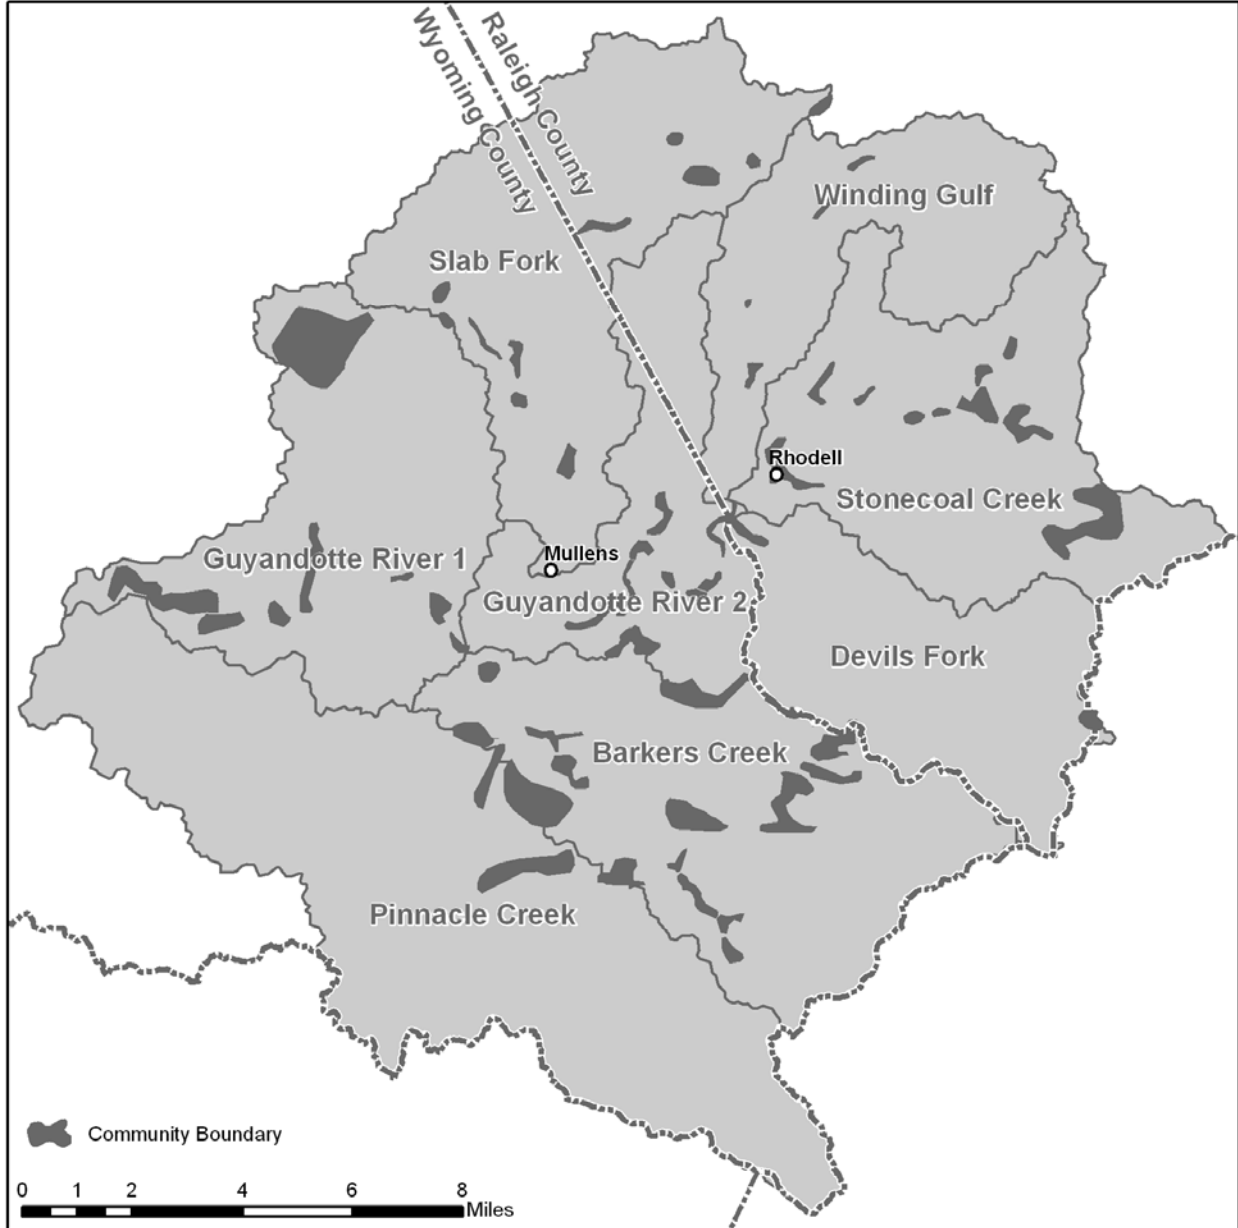 Raleigh County
Wyoming County
Winding Gulf
Slab Fork
Rhodell
Stonecoal Creek
Mullens
Guyandotte River 1
Guyandotte River 2
Devils Fork
Barkers Creek
Pinnacle Creek
Community Boundary
0 1 2 4 6 8
Miles